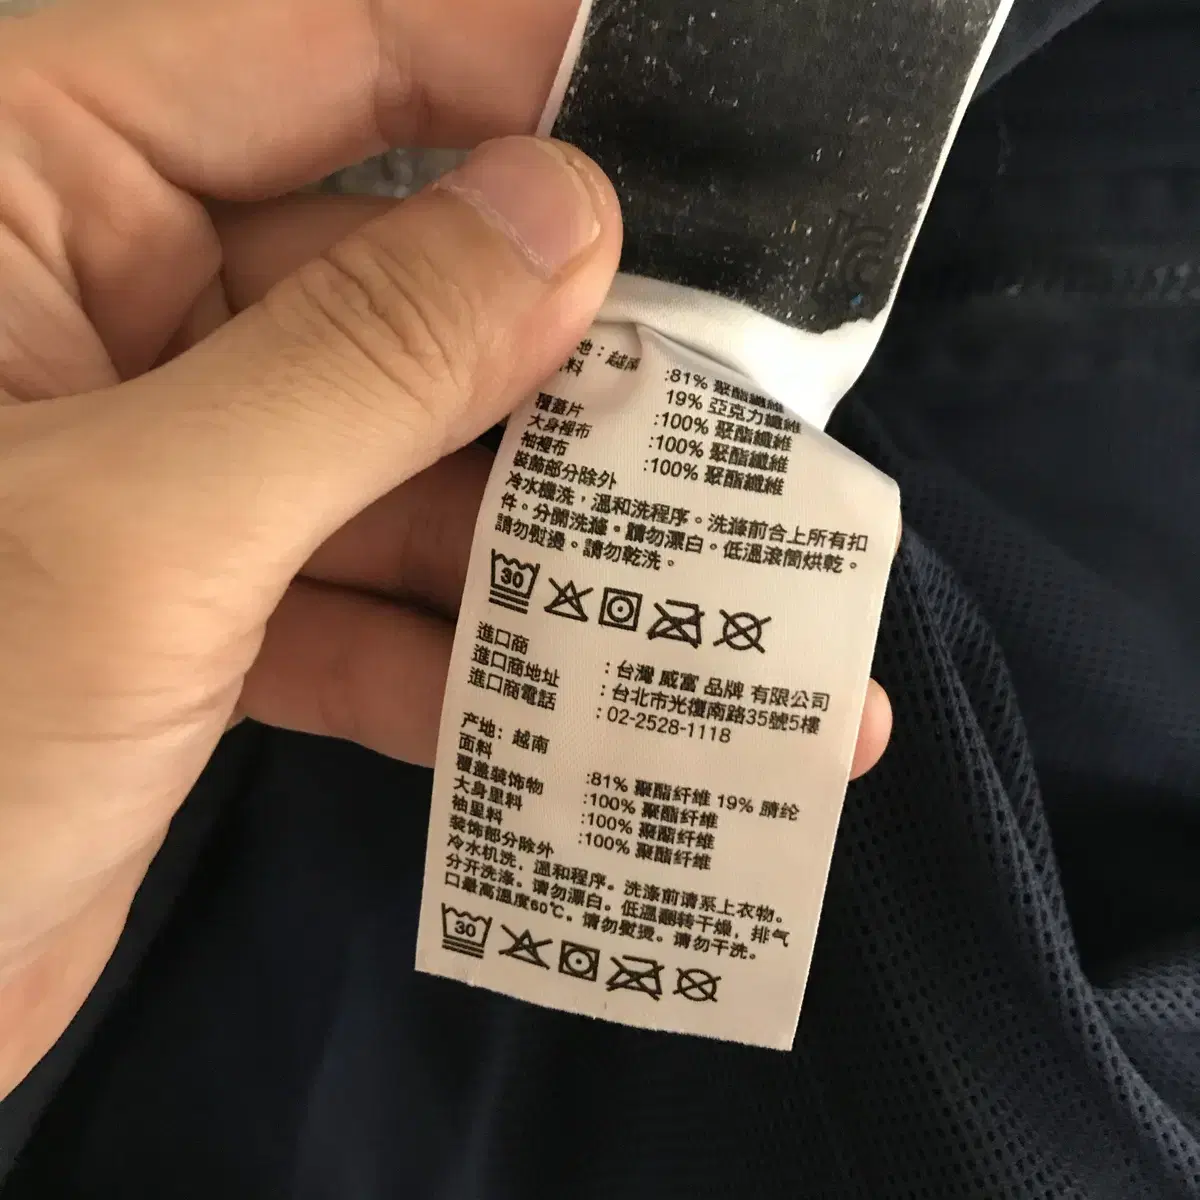 地：越南
料 :81% 聚酯纖維
19% 亞克力纖維
覆蓋片 :100% 聚酯纖維
大身裡布 :100% 聚酯纖維
袖裡布 :100% 聚酯纖維
裝飾部分除外
冷水機洗，溫和洗程序。洗滌前合上所有扣
件。分開洗滌。請勿漂白。低溫滾筒烘乾。
請勿熨燙。請勿乾洗。
30
進口商 : 台灣 威富 品牌 有限公司
進口商地址 : 台北市光復南路35號5樓
進口商電話 : 02-2528-1118
产地: 越南
面料 :81% 聚酯纤维 19% 腈纶
覆盖装饰物 :100% 聚酯纤维
大身里料 :100% 聚酯纤维
袖里料 :100% 聚酯纤维
装饰部分除外
冷水机洗，温和程序。洗涤前请系上衣物。
分开洗涤。请勿漂白。低温翻转干燥，排气
口最高温度60℃，请勿熨烫。请勿干洗。
30